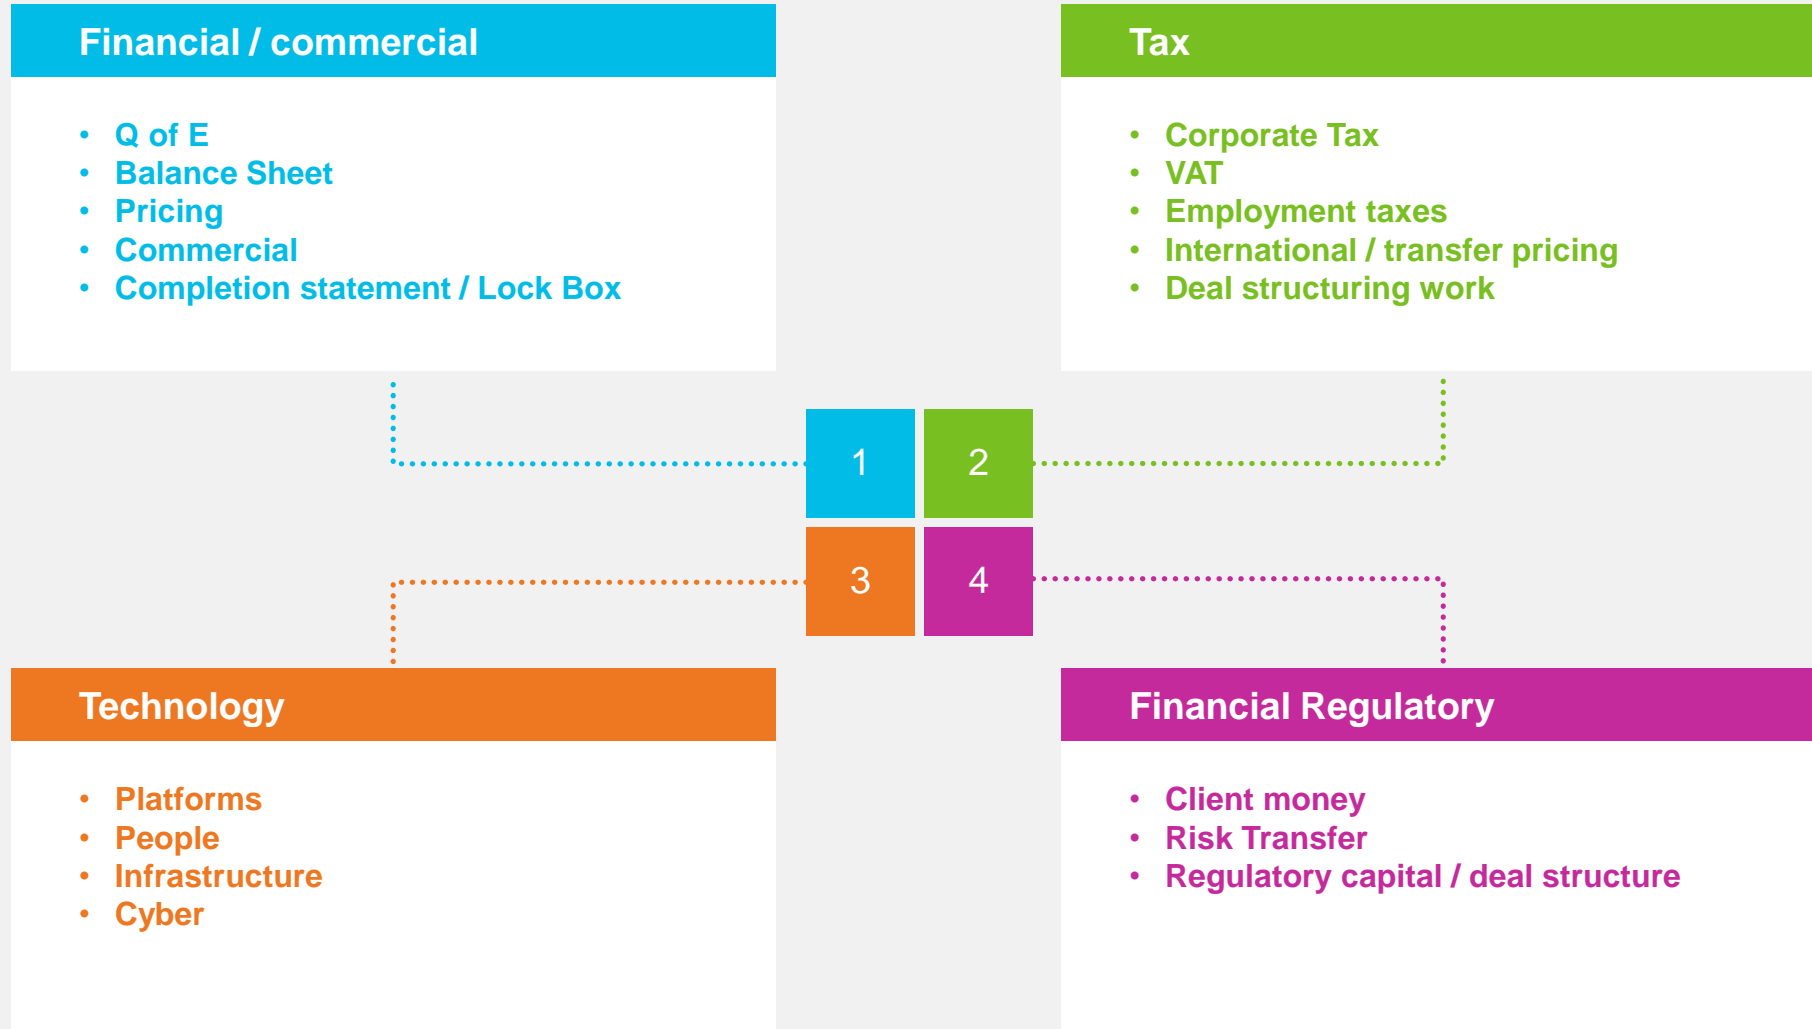 Financial / commercial
• Q of E
• Balance Sheet
• Pricing
• Commercial
• Completion statement / Lock Box
Tax
• Corporate Tax
• VAT
• Employment taxes
• International / transfer pricing
• Deal structuring work
1 2
3 4
Technology
• Platforms
• People
• Infrastructure
• Cyber
Financial Regulatory
• Client money
• Risk Transfer
• Regulatory capital / deal structure